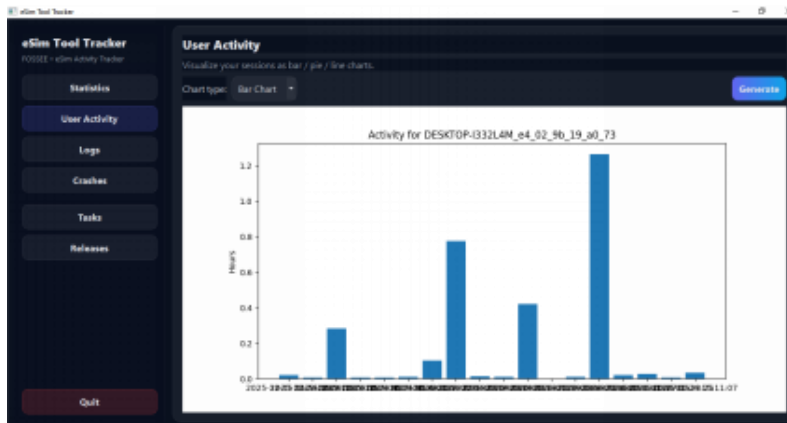 eSim Tool Tracker
eSim Tool Tracker
FOSSEE • eSim Activity Tracker
Statistics
User Activity
Logs
Crashes
Tasks
Releases
Quit
User Activity
Visualize your sessions as bar / pie / line charts.
Chart type: Bar Chart
Generate
Activity for DESKTOP-I332L4M_e4_02_9b_19_a0_73
Hours
1.2
1.0
0.8
0.6
0.4
0.2
0.0